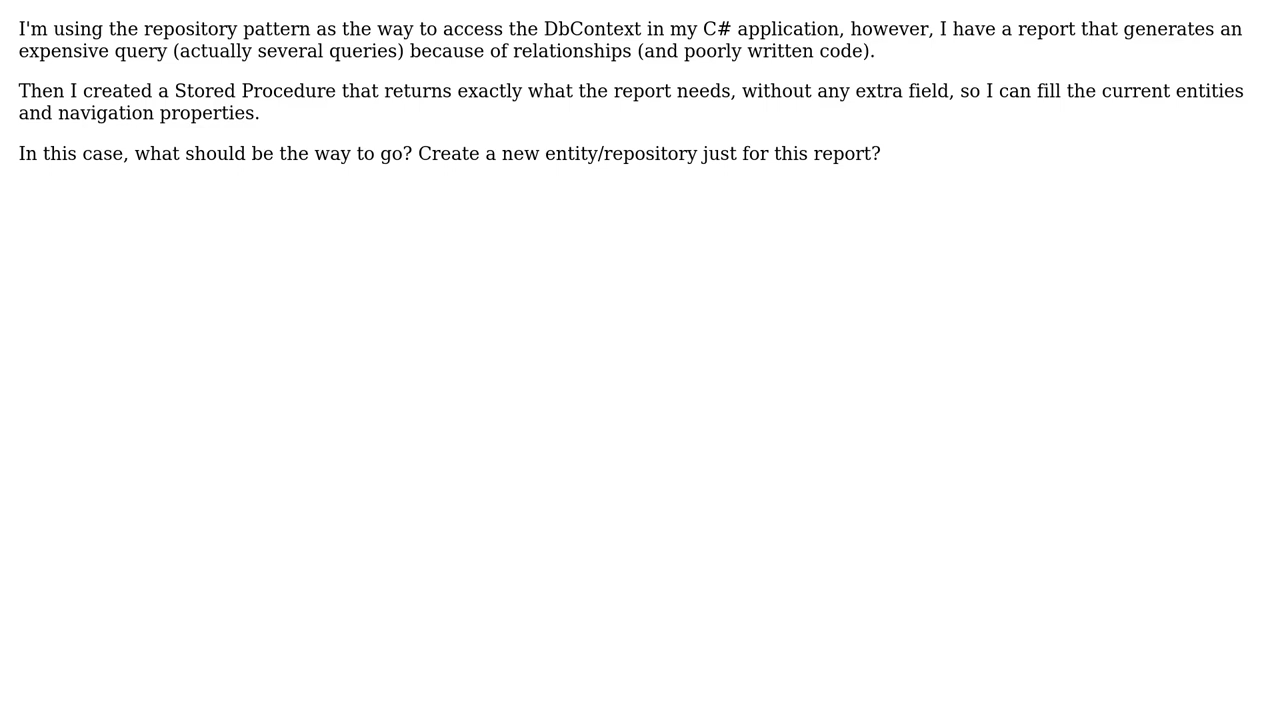 I'm using the repository pattern as the way to access the DbContext in my C# application, however, I have a report that generates an
expensive query (actually several queries) because of relationships (and poorly written code).
Then I created a Stored Procedure that returns exactly what the report needs, without any extra field, so I can fill the current entities
and navigation properties.
In this case, what should be the way to go? Create a new entity/repository just for this report?